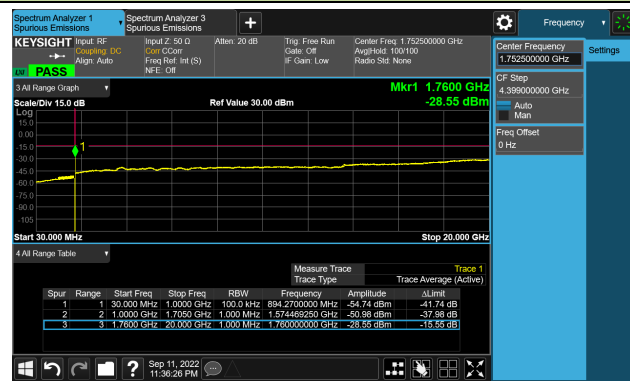 Spectrum Analyzer 1
Spurious Emissions
Spectrum Analyzer 3
Spurious Emissions
Frequency
KEYSIGHT
Input: RF
Coupling: DC
Align: Auto
Input Z: 50 Ω
Corr CCorr
Freq Ref: Int (S)
NFE: Off
Atten: 20 dB
Trig: Free Run
Gate: Off
IF Gain: Low
Center Freq: 1.752500000 GHz
Avg|Hold: 100/100
Radio Std: None
PASS
Center Frequency
1.752500000 GHz
Settings
CF Step
4.399000000 GHz
Auto
Man
Freq Offset
0 Hz
3 All Range Graph
Mkr1 1.7600 GHz
Scale/Div 15.0 dB
Ref Value 30.00 dBm
-28.55 dBm
Log
15.0
0.00
-15.0
-30.0
-45.0
-60.0
-75.0
-90.0
-105
1
Start 30.000 MHz
Stop 20.000 GHz
4 All Range Table
Measure Trace Trace 1
Trace Type Trace Average (Active)
Spur Range Start Freq Stop Freq RBW Frequency Amplitude ΔLimit
1 1 30.000 MHz 1.0000 GHz 100.0 kHz 894.2700000 MHz -54.74 dBm -41.74 dB
2 2 1.0000 GHz 1.7050 GHz 1.000 MHz 1.574469250 GHz -50.98 dBm -37.98 dB
3 3 1.7600 GHz 20.000 GHz 1.000 MHz 1.760000000 GHz -28.55 dBm -15.55 dB
Sep 11, 2022
11:36:26 PM